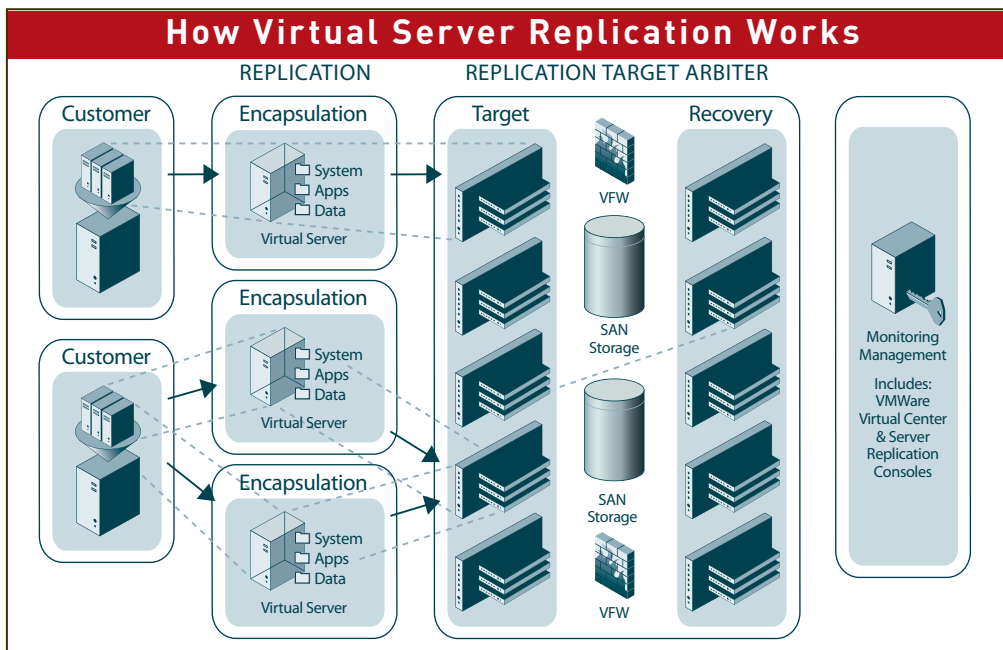 How Virtual Server Replication Works
REPLICATION
REPLICATION TARGET ARBITER
Customer
Encapsulation
System
Apps
Data
Virtual Server
Customer
Encapsulation
System
Apps
Data
Virtual Server
Encapsulation
System
Apps
Data
Virtual Server
Target
VFW
SAN
Storage
SAN
Storage
VFW
Recovery
Monitoring
Management
Includes:
VMWare
Virtual Center
& Server
Replication
Consoles